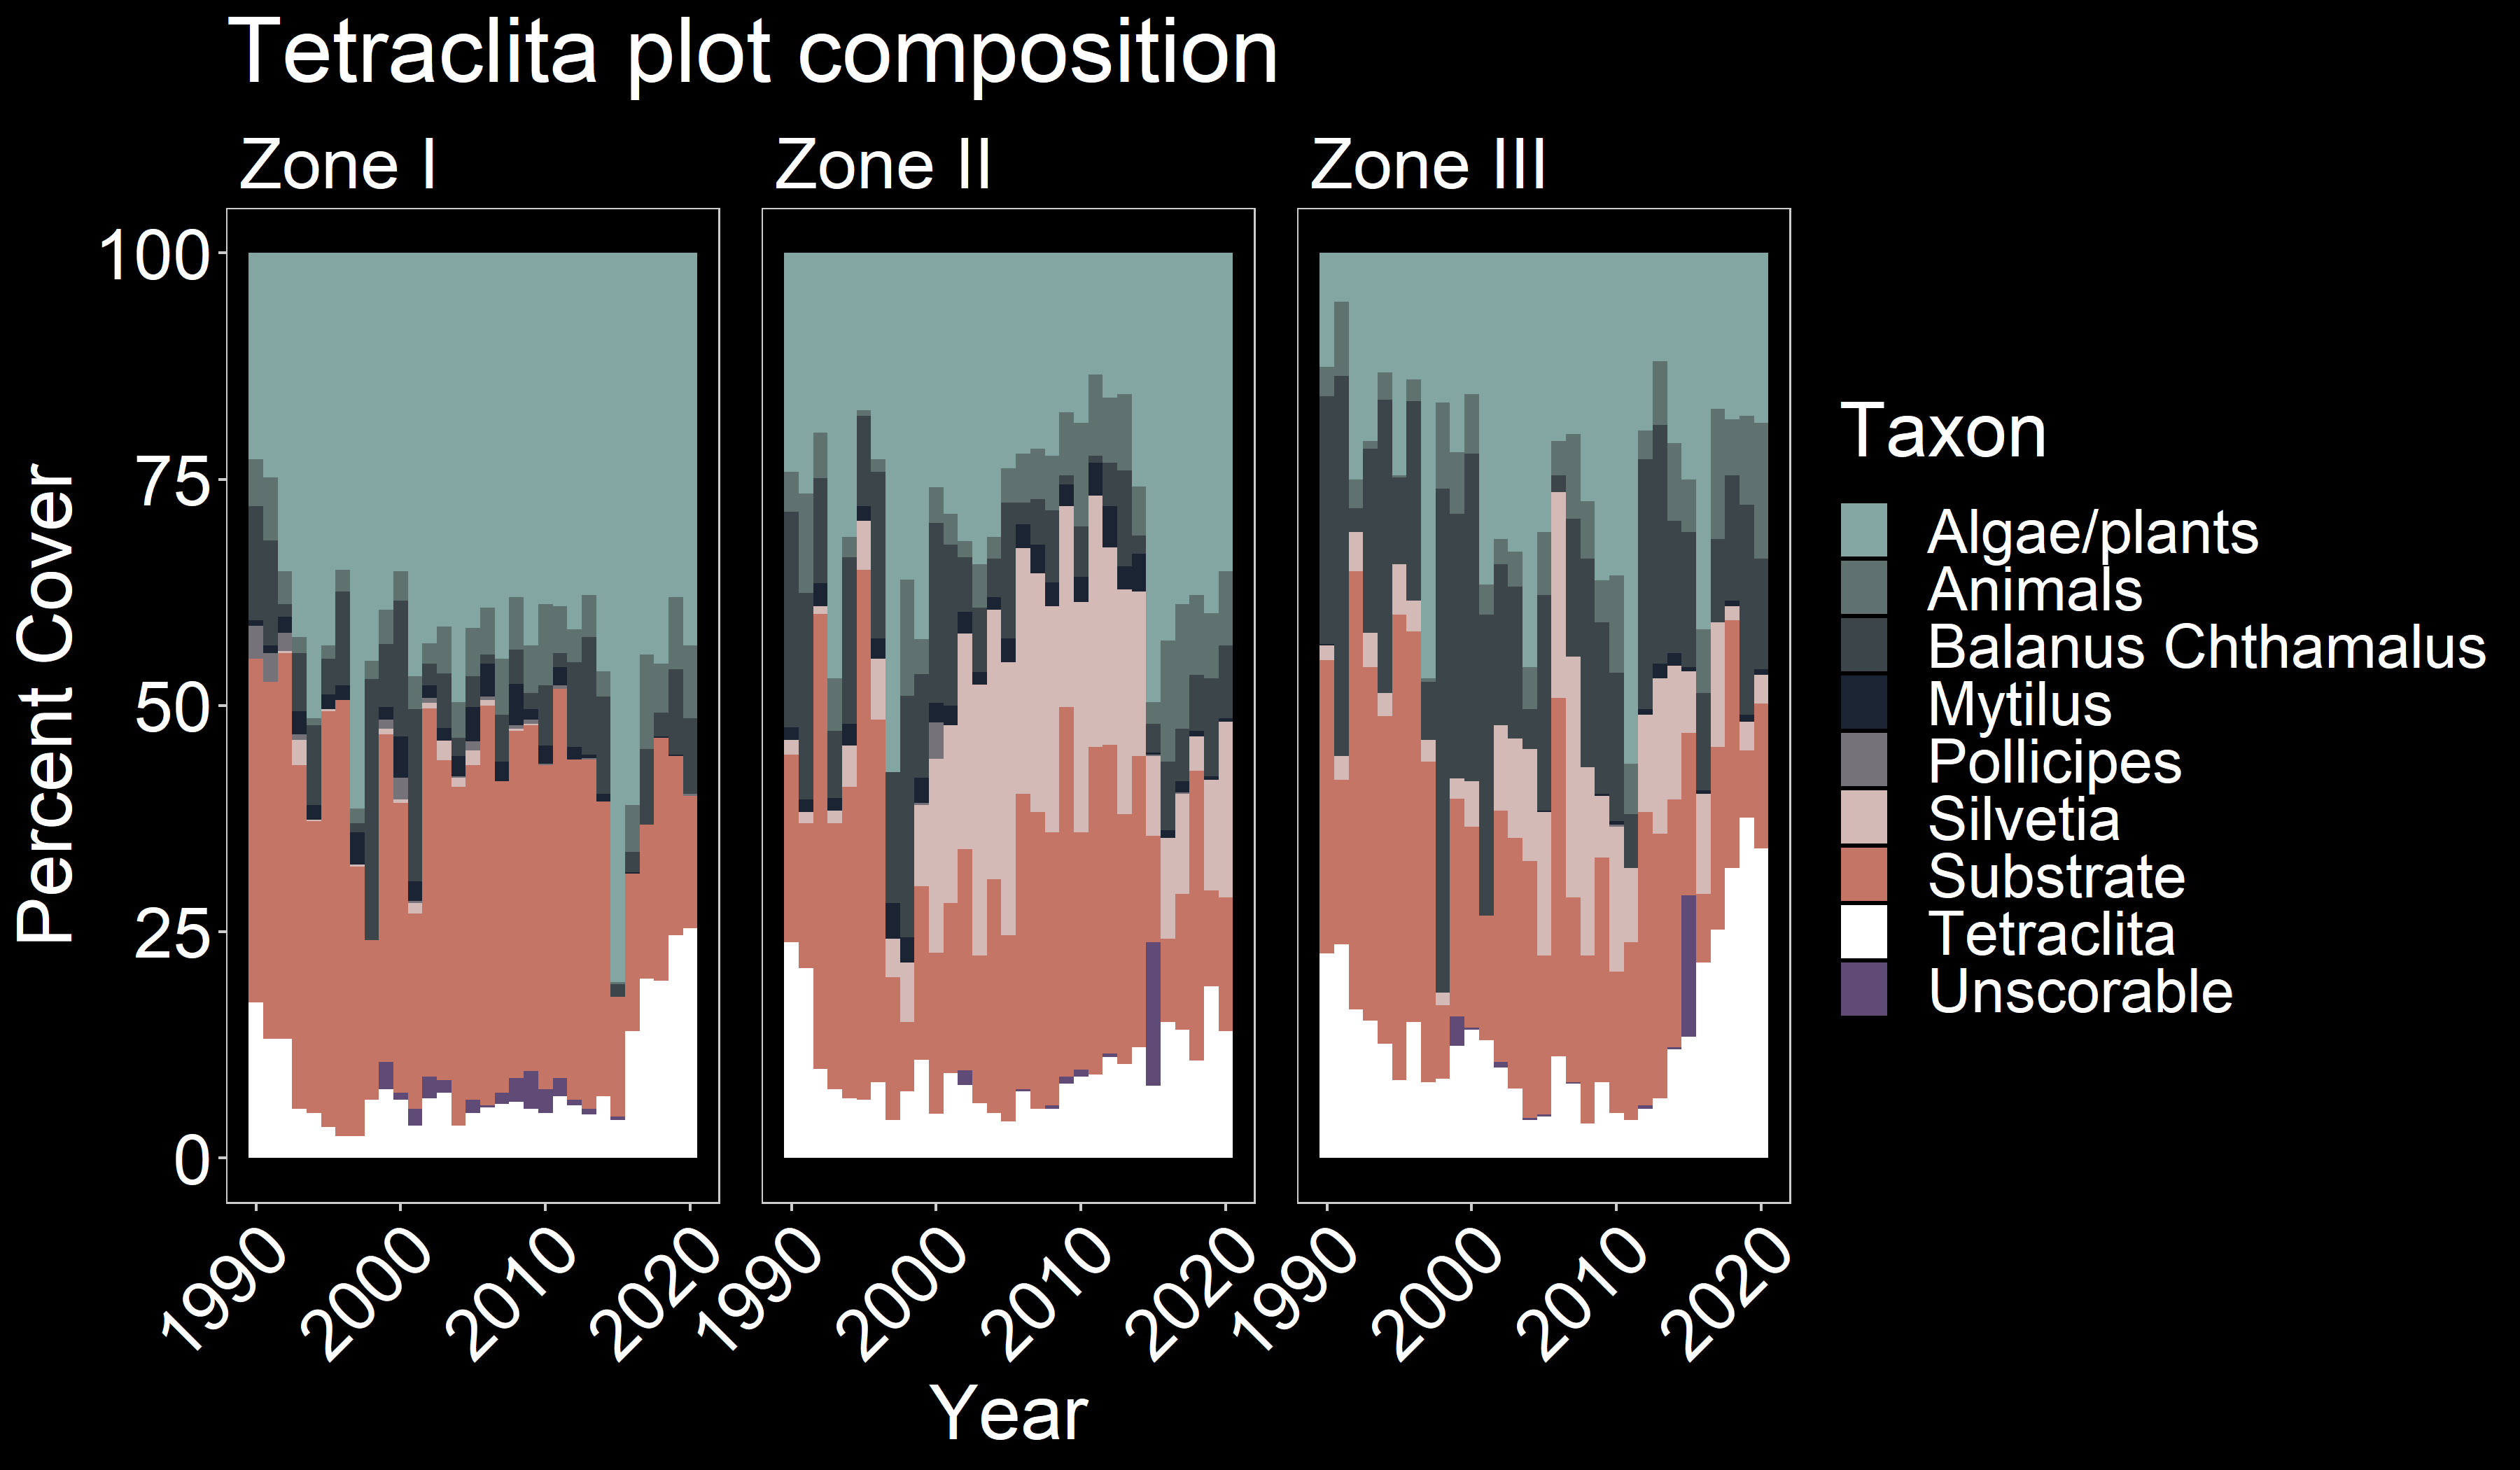 Tetraclita plot composition
Zone I
Zone II
Zone III
100
75
50
25
0
Percent Cover
1990
2000
2010
2020
1990
2000
2010
2020
1990
2000
2010
2020
Year
Taxon
Algae/plants
Animals
Balanus Chthamalus
Mytilus
Pollicipes
Silvetia
Substrate
Tetraclita
Unscorable